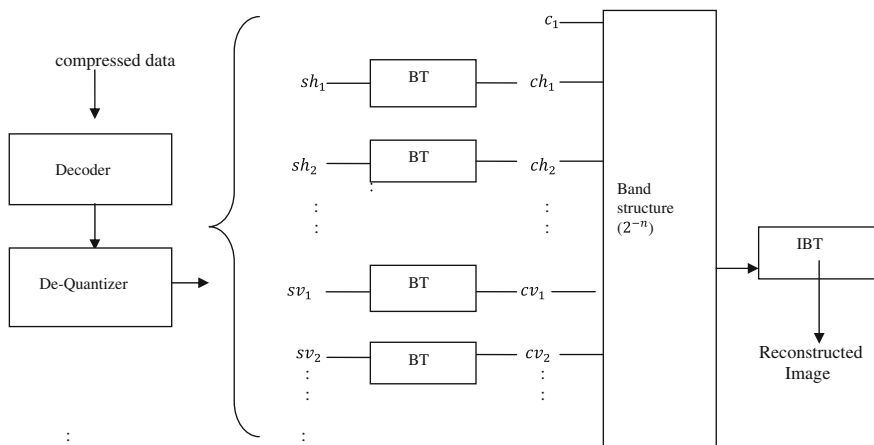 compressed data
Decoder
De-Quantizer
⋮
c₁
sh₁ BT ch₁
sh₂ BT ch₂
⋮
⋮ ⋮
⋮ ⋮
sv₁ BT cv₁
sv₂ BT cv₂
⋮ ⋮
⋮ ⋮
⋮
Band
structure
(2⁻ⁿ)
IBT
Reconstructed
Image